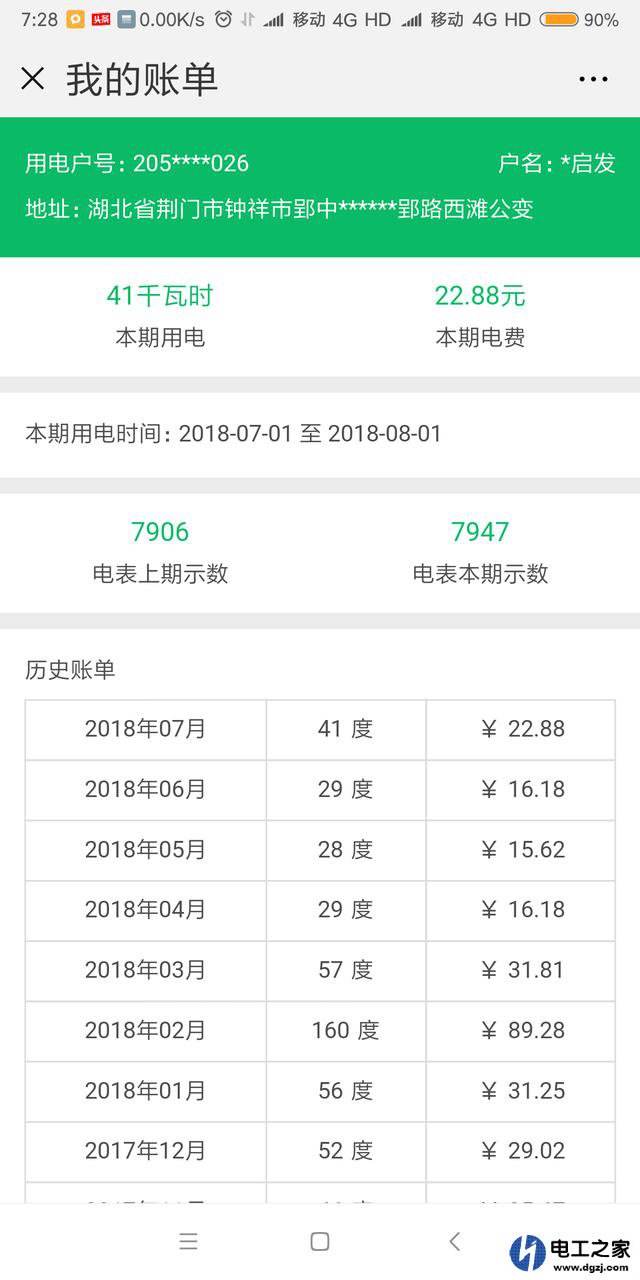 7:28 头条 0.00K/s 移动 4G HD 移动 4G HD 90%
我的账单
用电户号: 205****026 户名: *启发
地址: 湖北省荆门市钟祥市郢中******郢路西滩公变
41千瓦时 22.88元
本期用电 本期电费
本期用电时间: 2018-07-01 至 2018-08-01
7906 7947
电表上期示数 电表本期示数
历史账单
2018年07月 41 度 ￥ 22.88
2018年06月 29 度 ￥ 16.18
2018年05月 28 度 ￥ 15.62
2018年04月 29 度 ￥ 16.18
2018年03月 57 度 ￥ 31.81
2018年02月 160 度 ￥ 89.28
2018年01月 56 度 ￥ 31.25
2017年12月 52 度 ￥ 29.02
电工之家
www.dgzj.com